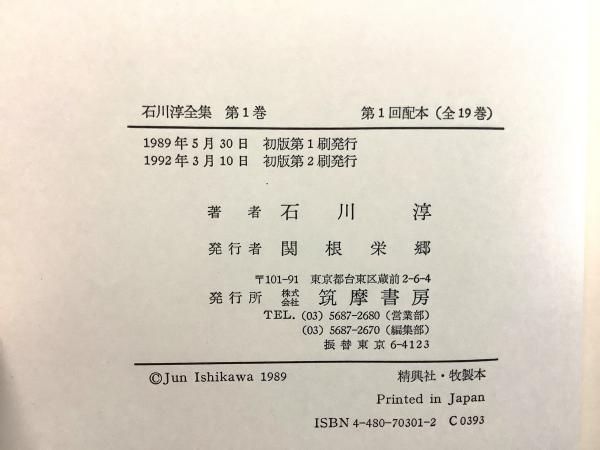 石川淳全集 第1巻 第1回配本(全19巻)
1989年5月30日 初版第1刷発行
1992年3月10日 初版第2刷発行
著者 石川淳
発行者 関根栄郷
〒101-91 東京都台東区蔵前2-6-4
発行所 株式会社 筑摩書房
TEL. (03) 5687-2680 (営業部)
(03) 5687-2670 (編集部)
振替東京 6-4123
©Jun Ishikawa 1989 精興社・牧製本
Printed in Japan
ISBN 4-480-70301-2 C0393